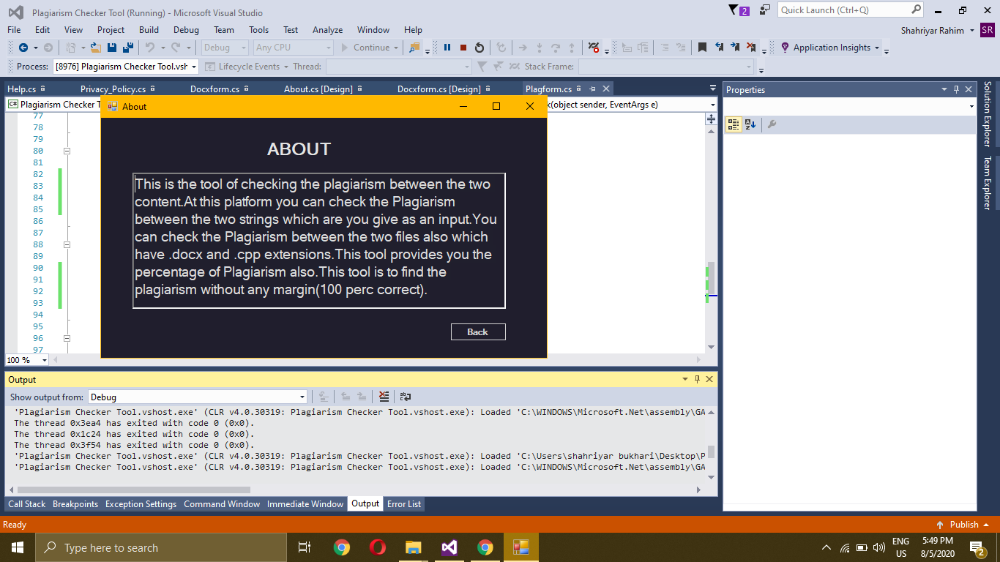 Plagiarism Checker Tool (Running) - Microsoft Visual Studio
2
Quick Launch (Ctrl+Q)
File Edit View Project Build Debug Team Tools Test Analyze Window Help
Shahriyar Rahim SR
Debug Any CPU Continue Application Insights
Process: [8976] Plagiarism Checker Tool.vsh Lifecycle Events Thread: Stack Frame:
Help.cs Privacy_Policy.cs Docxform.cs About.cs [Design] Docxform.cs [Design] Plagform.cs
C# Plagiarism Checker T k(object sender, EventArgs e)
77
78
79
80
81
82
83
84
85
86
87
88
89
90
91
92
93
94
95
96
97
100 %
About
ABOUT
This is the tool of checking the plagiarism between the two
content.At this platform you can check the Plagiarism
between the two strings which are you give as an input.You
can check the Plagiarism between the two files also which
have .docx and .cpp extensions.This tool provides you the
percentage of Plagiarism also.This tool is to find the
plagiarism without any margin(100 perc correct).
Back
Properties
Solution Explorer
Team Explorer
Output
Show output from: Debug
'Plagiarism Checker Tool.vshost.exe' (CLR v4.0.30319: Plagiarism Checker Tool.vshost.exe): Loaded 'C:\WINDOWS\Microsoft.Net\assembly\GA
The thread 0x3ea4 has exited with code 0 (0x0).
The thread 0x1c24 has exited with code 0 (0x0).
The thread 0x3f54 has exited with code 0 (0x0).
'Plagiarism Checker Tool.vshost.exe' (CLR v4.0.30319: Plagiarism Checker Tool.vshost.exe): Loaded 'C:\Users\shahriyar bukhari\Desktop\P
'Plagiarism Checker Tool.vshost.exe' (CLR v4.0.30319: Plagiarism Checker Tool.vshost.exe): Loaded 'C:\WINDOWS\Microsoft.Net\assembly\GA
Call Stack Breakpoints Exception Settings Command Window Immediate Window Output Error List
Ready
Publish
Type here to search
ENG
US
5:49 PM
8/5/2020
2